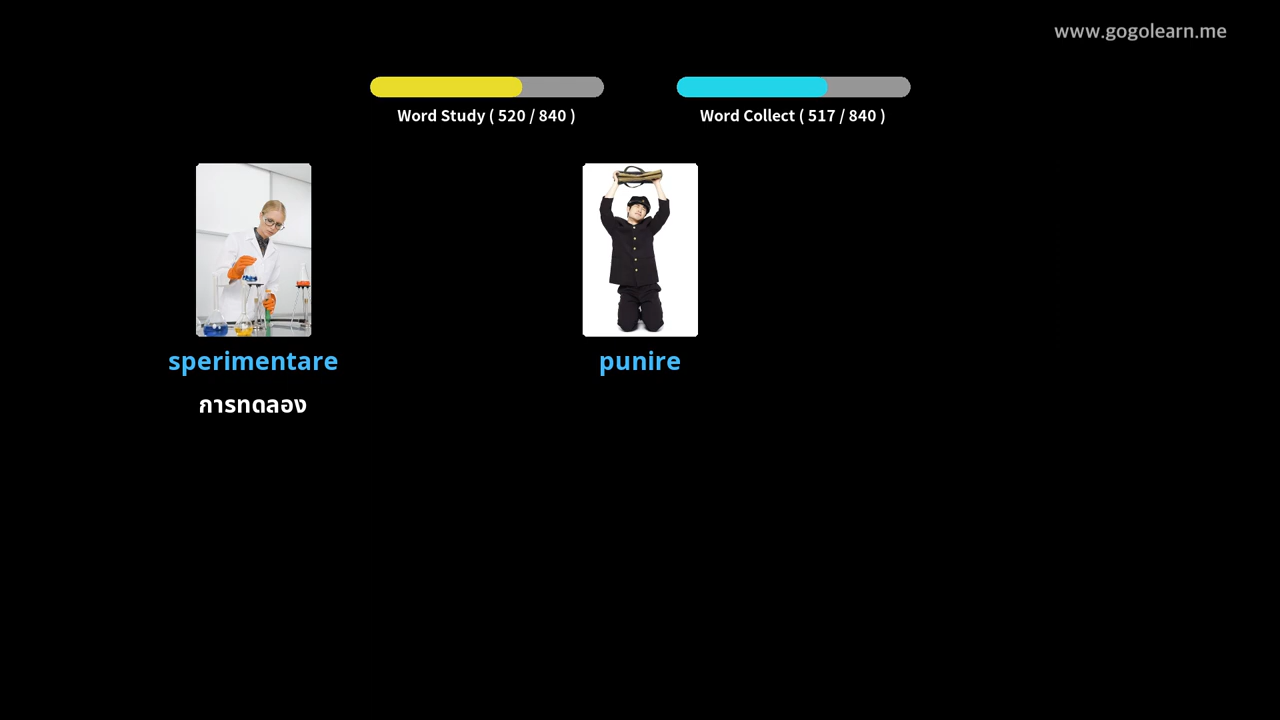 www.gogolearn.me
Word Study ( 520 / 840 )
Word Collect ( 517 / 840 )
sperimentare
punire
การทดลอง